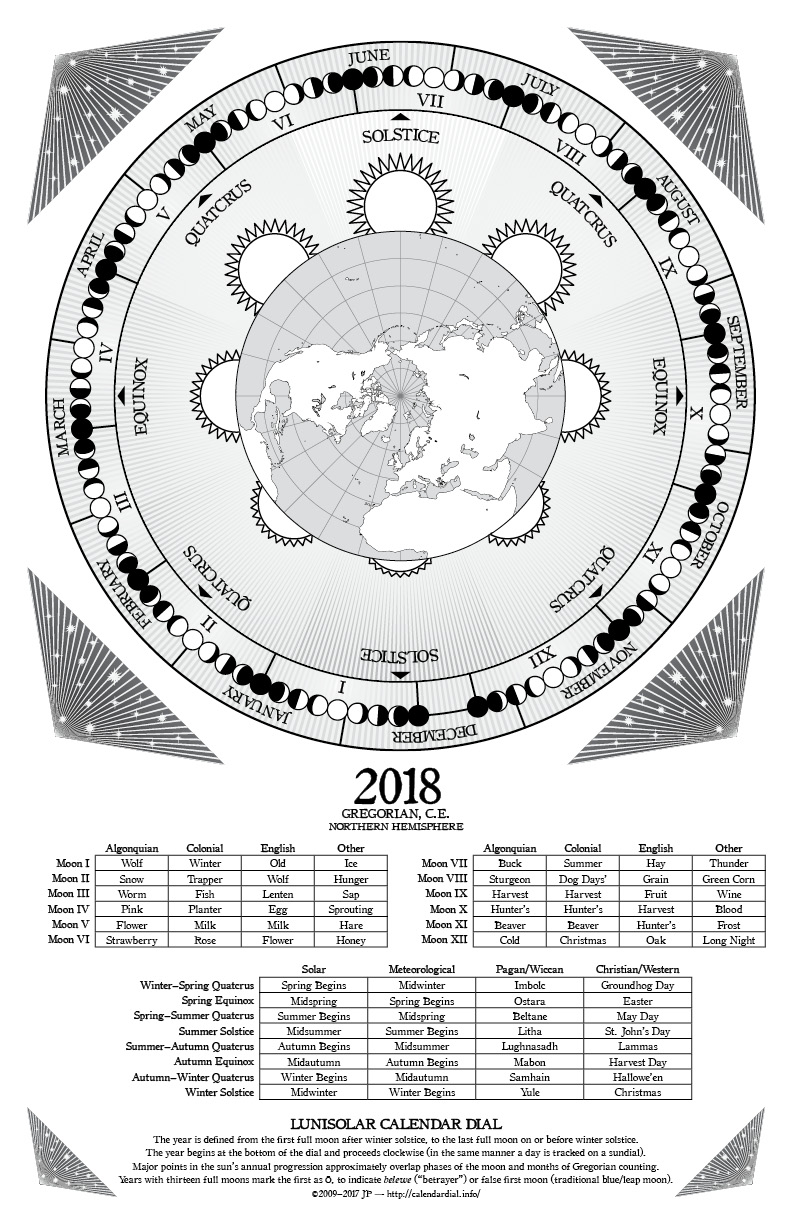 JUNE
JULY
AUGUST
SEPTEMBER
OCTOBER
NOVEMBER
DECEMBER
JANUARY
FEBRUARY
MARCH
APRIL
MAY
VII
VIII
IX
X
XI
XII
I
II
III
IV
V
VI
SOLSTICE
QUATCRUS
EQUINOX
QUATCRUS
SOLSTICE
QUATCRUS
EQUINOX
QUATCRUS
2018
GREGORIAN, C.E.
NORTHERN HEMISPHERE
Algonquian Colonial English Other
Moon I Wolf Winter Old Ice
Moon II Snow Trapper Wolf Hunger
Moon III Worm Fish Lenten Sap
Moon IV Pink Planter Egg Sprouting
Moon V Flower Milk Milk Hare
Moon VI Strawberry Rose Flower Honey
Algonquian Colonial English Other
Moon VII Buck Summer Hay Thunder
Moon VIII Sturgeon Dog Days' Grain Green Corn
Moon IX Harvest Harvest Fruit Wine
Moon X Hunter's Hunter's Harvest Blood
Moon XI Beaver Beaver Hunter's Frost
Moon XII Cold Christmas Oak Long Night
Solar Meteorological Pagan/Wiccan Christian/Western
Winter–Spring Quatcrus Spring Begins Midwinter Imbolc Groundhog Day
Spring Equinox Midspring Spring Begins Ostara Easter
Spring–Summer Quatcrus Summer Begins Midspring Beltane May Day
Summer Solstice Midsummer Summer Begins Litha St. John's Day
Summer–Autumn Quatcrus Autumn Begins Midsummer Lughnasadh Lammas
Autumn Equinox Midautumn Autumn Begins Mabon Harvest Day
Autumn–Winter Quatcrus Winter Begins Midautumn Samhain Hallowe'en
Winter Solstice Midwinter Winter Begins Yule Christmas
LUNISOLAR CALENDAR DIAL
The year is defined from the first full moon after winter solstice, to the last full moon on or before winter solstice.
The year begins at the bottom of the dial and proceeds clockwise (in the same manner a day is tracked on a sundial).
Major points in the sun's annual progression approximately overlap phases of the moon and months of Gregorian counting.
Years with thirteen full moons mark the first as O, to indicate belewe ("betrayer") or false first moon (traditional blue/leap moon).
©2009–2017 JP — http://calendardial.info/